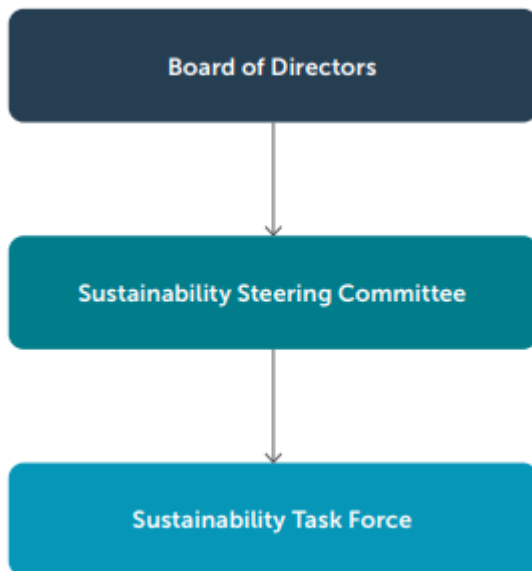 Board of Directors
Sustainability Steering Committee
Sustainability Task Force